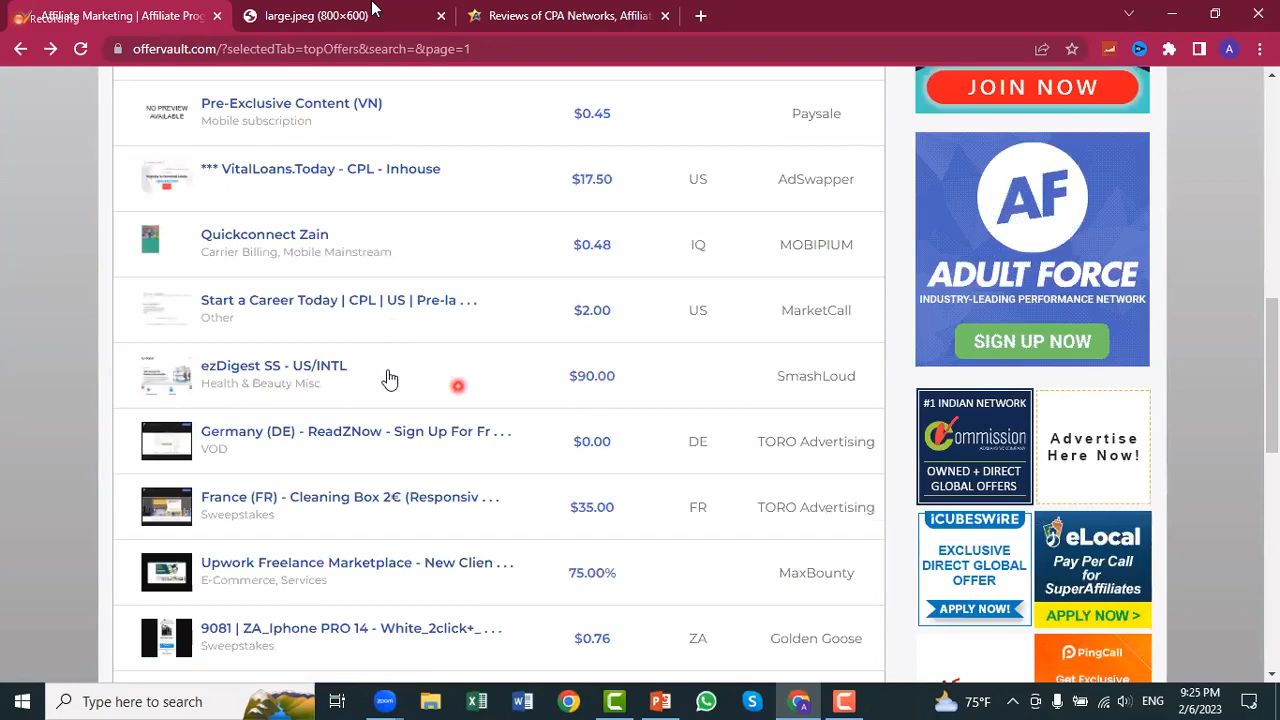 Affiliate Marketing |
Recording
large.jpeg (800×600)
Reviews of CPA Networks, Affiliat
offervault.com/?selectedTab=topOffers&search=&page=1
A
Pre-Exclusive Content (VN)
Mobile subscription
NO PREVIEW
AVAILABLE
$0.45
Paysale
*** VitalLoans.Today - CPL - Inhouse
$17.50
US
AdSwapper
Quickconnect Zain
Carrier Billing, Mobile Mainstream
$0.48
IQ
MOBIPIUM
Start a Career Today | CPL | US | Pre-la . . .
Other
$2.00
US
MarketCall
ezDigest SS - US/INTL
Health & Beauty Misc.
$90.00
SmashLoud
Germany (DE) - ReadZNow - Sign Up For Fr . . .
VOD
$0.00
DE
TORO Advertising
France (FR) - Cleaning Box 2€ (Responsiv . . .
Sweepstakes
$35.00
FR
TORO Advertising
Upwork Freelance Marketplace - New Clien . . .
E-Commerce, Services
75.00%
MaxBounty
9081 | ZA_Iphone PRO 14 - White_2click+_ . . .
Sweepstakes
$0.76
ZA
Golden Goose
JOIN NOW
AF
ADULT FORCE
INDUSTRY-LEADING PERFORMANCE NETWORK
SIGN UP NOW
#1 INDIAN NETWORK
Commission
OWNED + DIRECT
GLOBAL OFFERS
Advertise
Here Now!
iCUBESWIRE
EXCLUSIVE
DIRECT GLOBAL
OFFER
APPLY NOW!
eLocal
Pay Per Call
for
SuperAffiliates
APPLY NOW >
PingCall
Get Exclusive
Type here to search
zoom
75°F
ENG
9:25 PM
2/6/2023